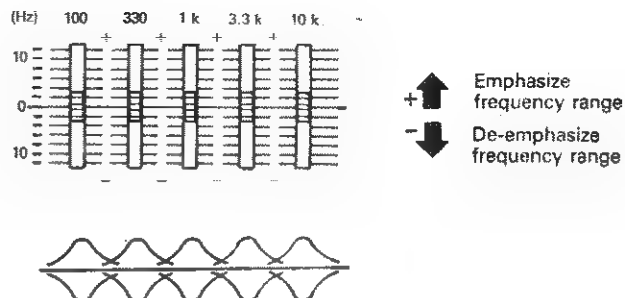 (Hz) 100 330 1 k 3.3 k 10 k
+ + + +
10
0
10
– – – –
+ Emphasize
frequency range
– De-emphasize
frequency range